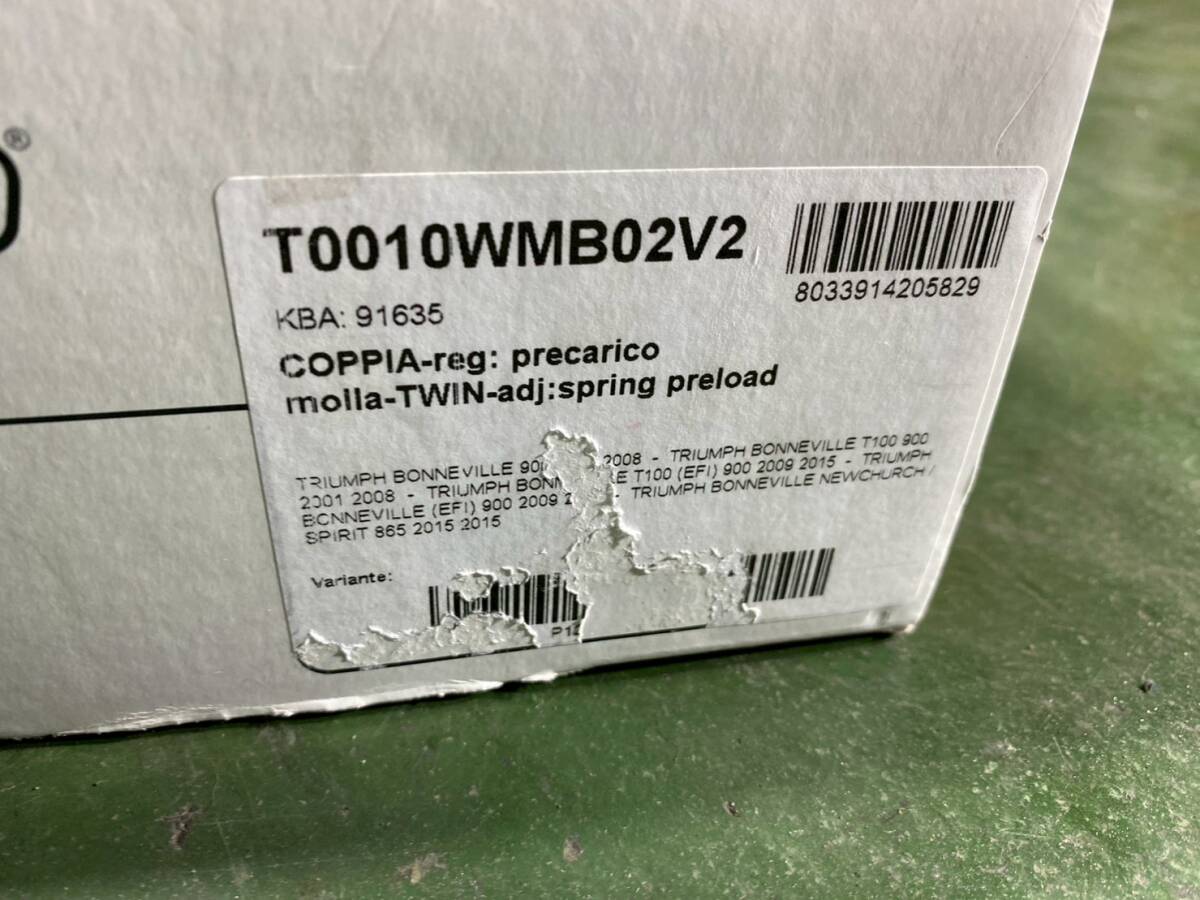 ®
T0010WMB02V2
8033914205829
KBA: 91635
COPPIA-reg: precarico
molla-TWIN-adj:spring preload
TRIUMPH BONNEVILLE 2008 - TRIUMPH BONNEVILLE T100 900
2001 2008 - TRIUMPH T100 (EFI) 900 2009 2015 - TRIUMPH
BONNEVILLE (EFI) 900 2009 - TRIUMPH BONNEVILLE NEWCHURCH /
SPIRIT 865 2015 2015
Variante: